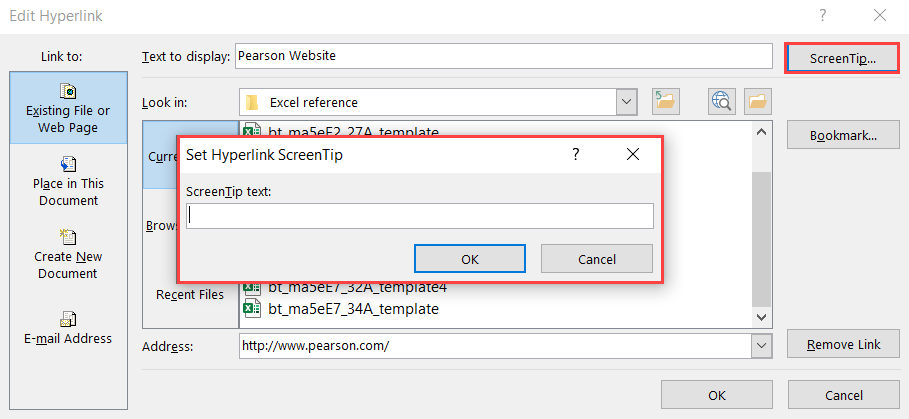 Edit Hyperlink
?
Link to:
Text to display:
Pearson Website
ScreenTip...
Existing File or
Web Page
Look in:
Excel reference
Bookmark...
bt_ma5eE2_27A_template
Set Hyperlink ScreenTip
?
ScreenTip text:
OK
Cancel
Place in This
Document
Create New
Document
Recent Files
bt_ma5eE7_32A_template4
bt_ma5eE7_34A_template
E-mail Address
Address:
http://www.pearson.com/
Remove Link
OK
Cancel